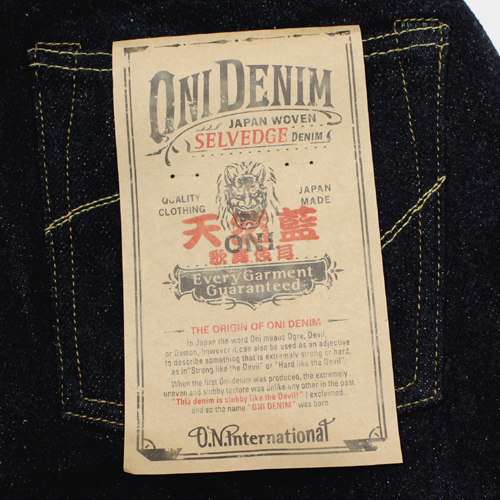 ONI DENIM
JAPAN WOVEN
SELVEDGE DENIM
QUALITY
CLOTHING
JAPAN
MADE
天然藍
ONI
歌舞伎
Every Garment
Guaranteed
THE ORIGIN OF ONI DENIM
In Japan the word Oni means Ogre, Devil,
or Demon, however it can also be used as an adjective
to describe something that is extremaly strong or hard,
as in"Strong like the Devil" or "Hard like the Devil".
When the first Oni denim was produced, the extremely
uneven and slubby texture was unlike any other in the past.
"This denim is slubby like the Devil!" I exclaimed...
and so the name "ONI DENIM" was born.
O.N.International